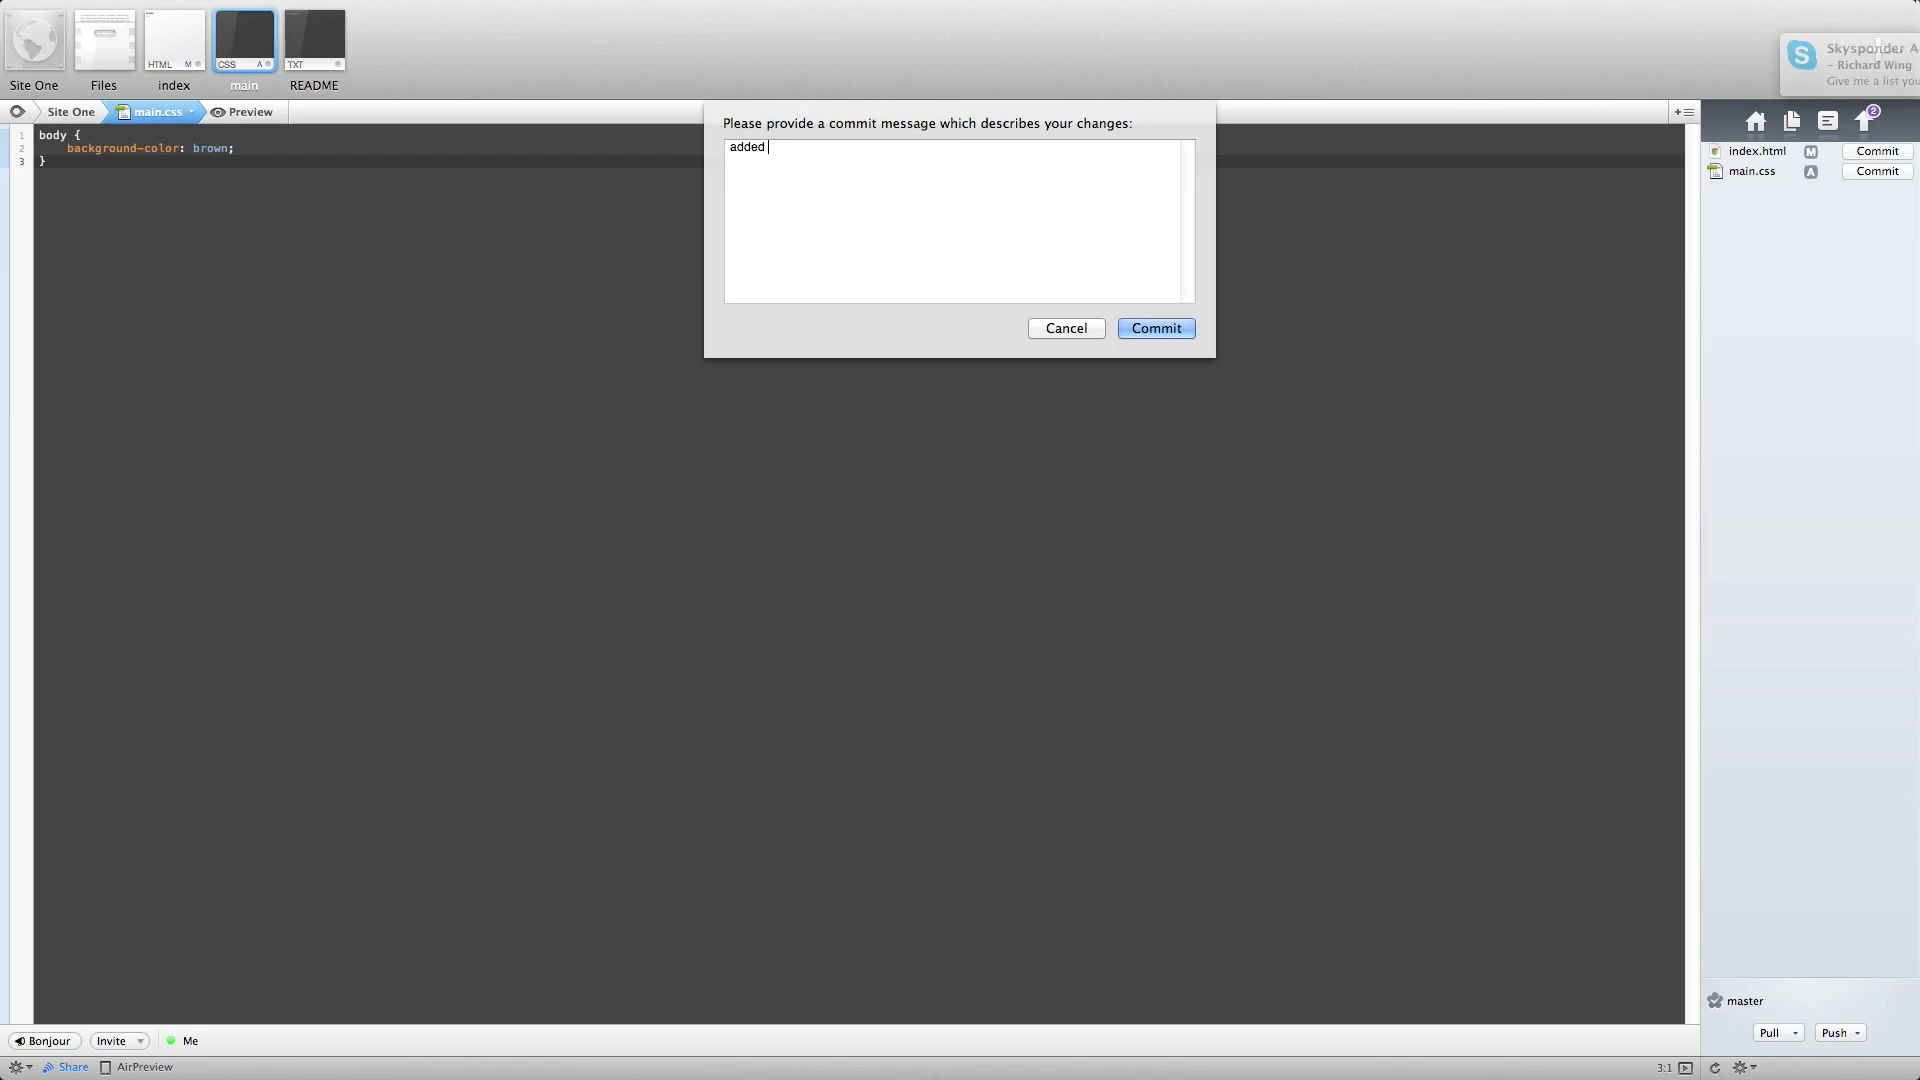 HTML M
CSS A
TXT
Site One
Files
index
main
README
Skysponder A
– Richard Wing
Give me a list you
Site One
main.css
Preview
Please provide a commit message which describes your changes:
added
Cancel
Commit
1 body {
2 background-color: brown;
3 }
2
index.html M Commit
main.css A Commit
master
Pull
Push
Bonjour
Invite
Me
Share
AirPreview
3:1